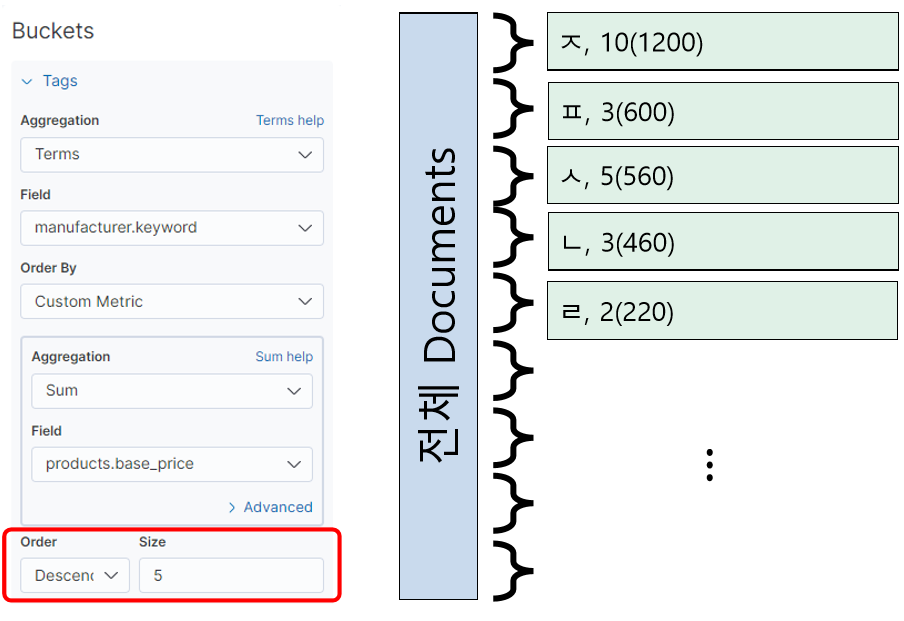 Buckets
Tags
Aggregation
Terms help
Terms
Field
manufacturer.keyword
Order By
Custom Metric
Aggregation
Sum help
Sum
Field
products.base_price
Advanced
Order
Size
Descenc
5
전체 Documents
ㅈ, 10(1200)
ㅍ, 3(600)
ㅅ, 5(560)
ㄴ, 3(460)
ㄹ, 2(220)